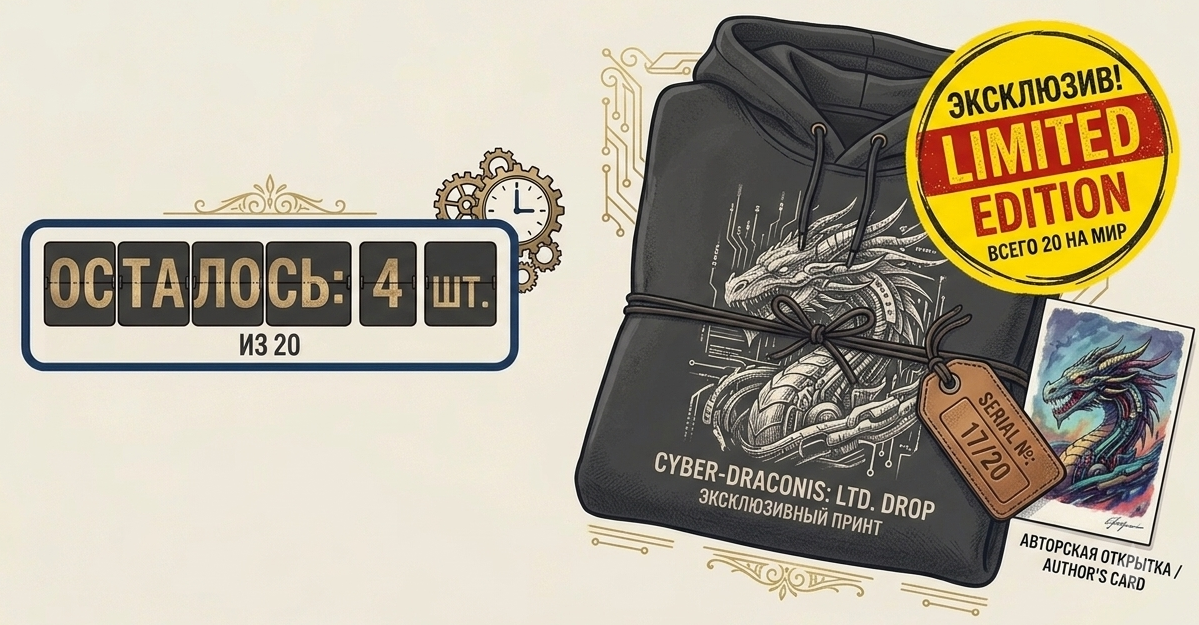 ОСТАЛОСЬ: 4 шт.
ИЗ 20
ЭКСКЛЮЗИВ!
LIMITED
EDITION
ВСЕГО 20 НА МИР
SERIAL №:
17/20
CYBER-DRACONIS: LTD. DROP
ЭКСКЛЮЗИВНЫЙ ПРИНТ
АВТОРСКАЯ ОТКРЫТКА /
AUTHOR'S CARD